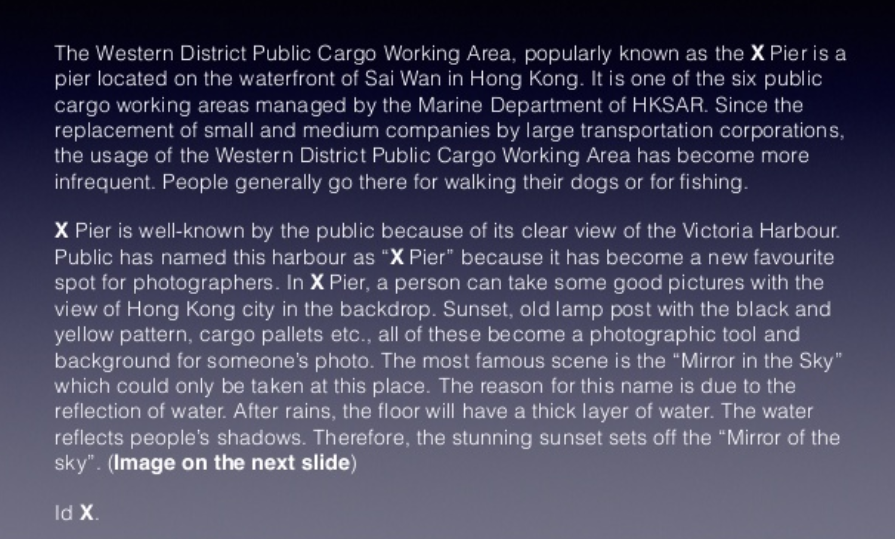 The Western District Public Cargo Working Area, popularly known as the X Pier is a
pier located on the waterfront of Sai Wan in Hong Kong. It is one of the six public
cargo working areas managed by the Marine Department of HKSAR. Since the
replacement of small and medium companies by large transportation corporations,
the usage of the Western District Public Cargo Working Area has become more
infrequent. People generally go there for walking their dogs or for fishing.
X Pier is well-known by the public because of its clear view of the Victoria Harbour.
Public has named this harbour as “X Pier” because it has become a new favourite
spot for photographers. In X Pier, a person can take some good pictures with the
view of Hong Kong city in the backdrop. Sunset, old lamp post with the black and
yellow pattern, cargo pallets etc., all of these become a photographic tool and
background for someone’s photo. The most famous scene is the “Mirror in the Sky”
which could only be taken at this place. The reason for this name is due to the
reflection of water. After rains, the floor will have a thick layer of water. The water
reflects people’s shadows. Therefore, the stunning sunset sets off the “Mirror of the
sky”. (Image on the next slide)
Id X.